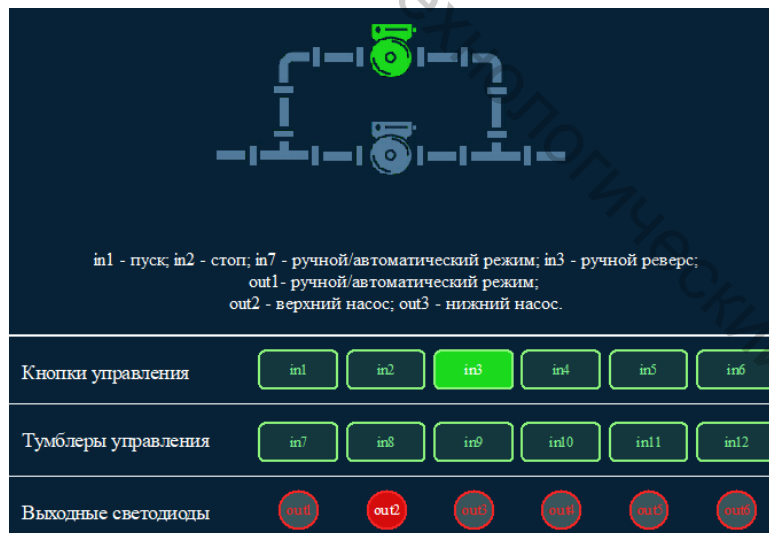 in1 - пуск; in2 - стоп; in7 - ручной/автоматический режим; in3 - ручной реверс;
out1- ручной/автоматический режим;
out2 - верхний насос; out3 - нижний насос.
Кнопки управления in1 in2 in3 in4 in5 in6
Тумблеры управления in7 in8 in9 in10 in11 in12
Выходные светодиоды out1 out2 out3 out4 out5 out6